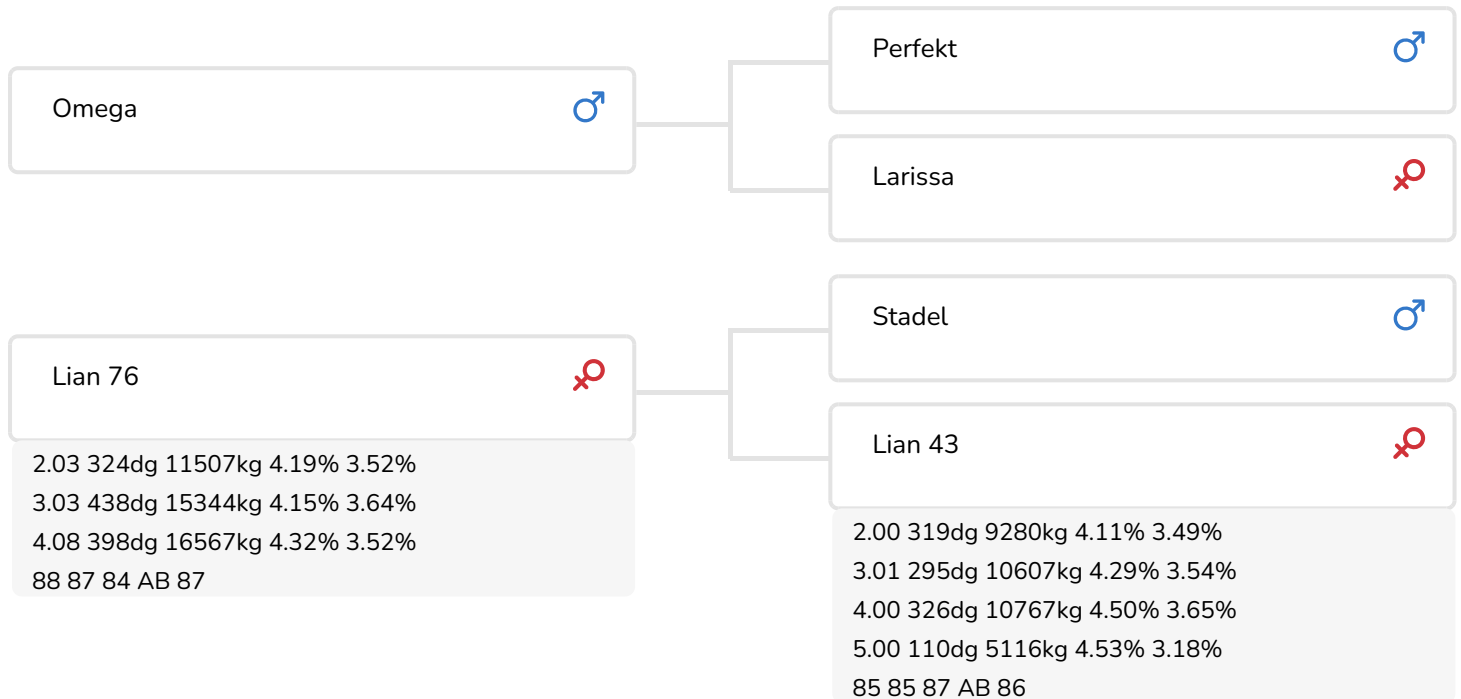 Omega
Perfekt
Larissa
Lian 76
2.03 324dg 11507kg 4.19% 3.52%
3.03 438dg 15344kg 4.15% 3.64%
4.08 398dg 16567kg 4.32% 3.52%
88 87 84 AB 87
Stadel
Lian 43
2.00 319dg 9280kg 4.11% 3.49%
3.01 295dg 10607kg 4.29% 3.54%
4.00 326dg 10767kg 4.50% 3.65%
5.00 110dg 5116kg 4.53% 3.18%
85 85 87 AB 86